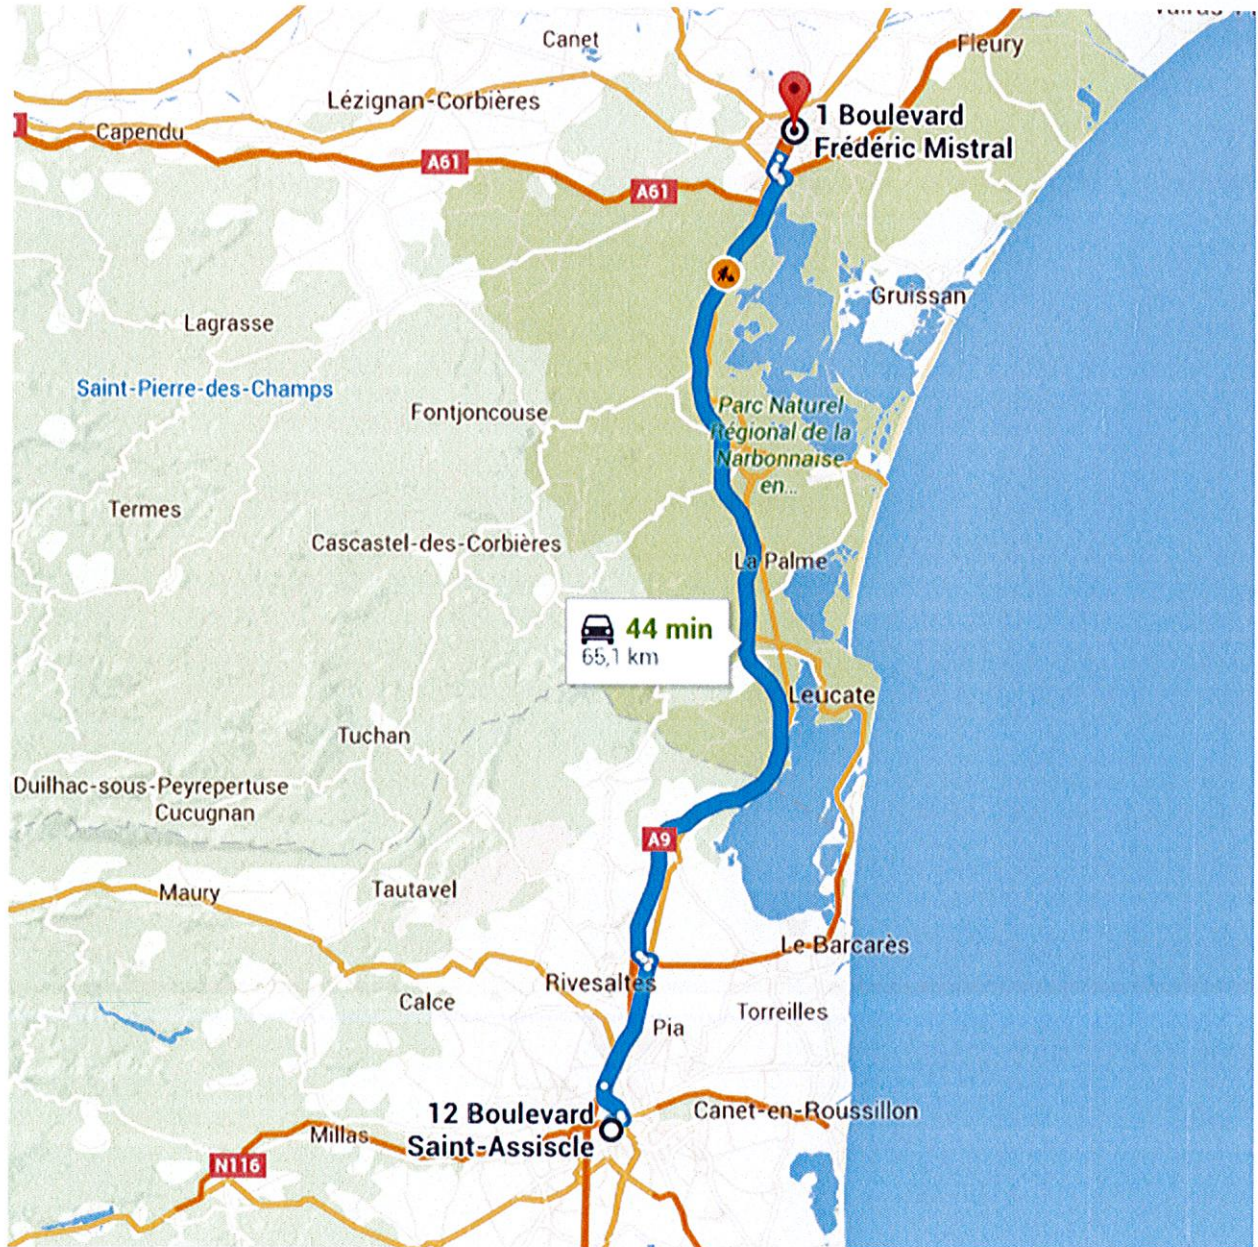 Canet
Fleury
Lézignan-Corbières
1 Boulevard
Frédéric Mistral
Capendu
A61
A61
Gruissan
Lagrasse
Saint-Pierre-des-Champs
Parc Naturel
Régional de la
Narbonnaise
en...
Fontjoncouse
Termes
Cascastel-des-Corbières
La Palme
44 min
65,1 km
Leucate
Tuchan
Duilhac-sous-Peyrepertuse
Cucugnan
A9
Maury
Tautavel
Le Barcarès
Rivesaltes
Calce
Torreilles
Pia
12 Boulevard
Saint-Assiscle
Canet-en-Roussillon
Millas
N116